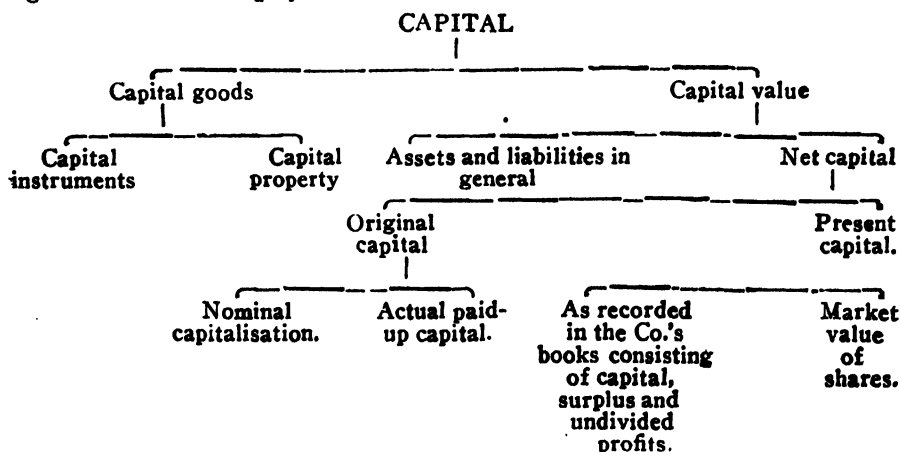 CAPITAL
Capital goods
Capital value
Capital
instruments
Capital
property
Assets and liabilities in
general
Net capital
Original
capital
Present
capital.
Nominal
capitalisation.
Actual paid-
up capital.
As recorded
in the Co.'s
books consisting
of capital,
surplus and
undivided
profits.
Market
value
of
shares.